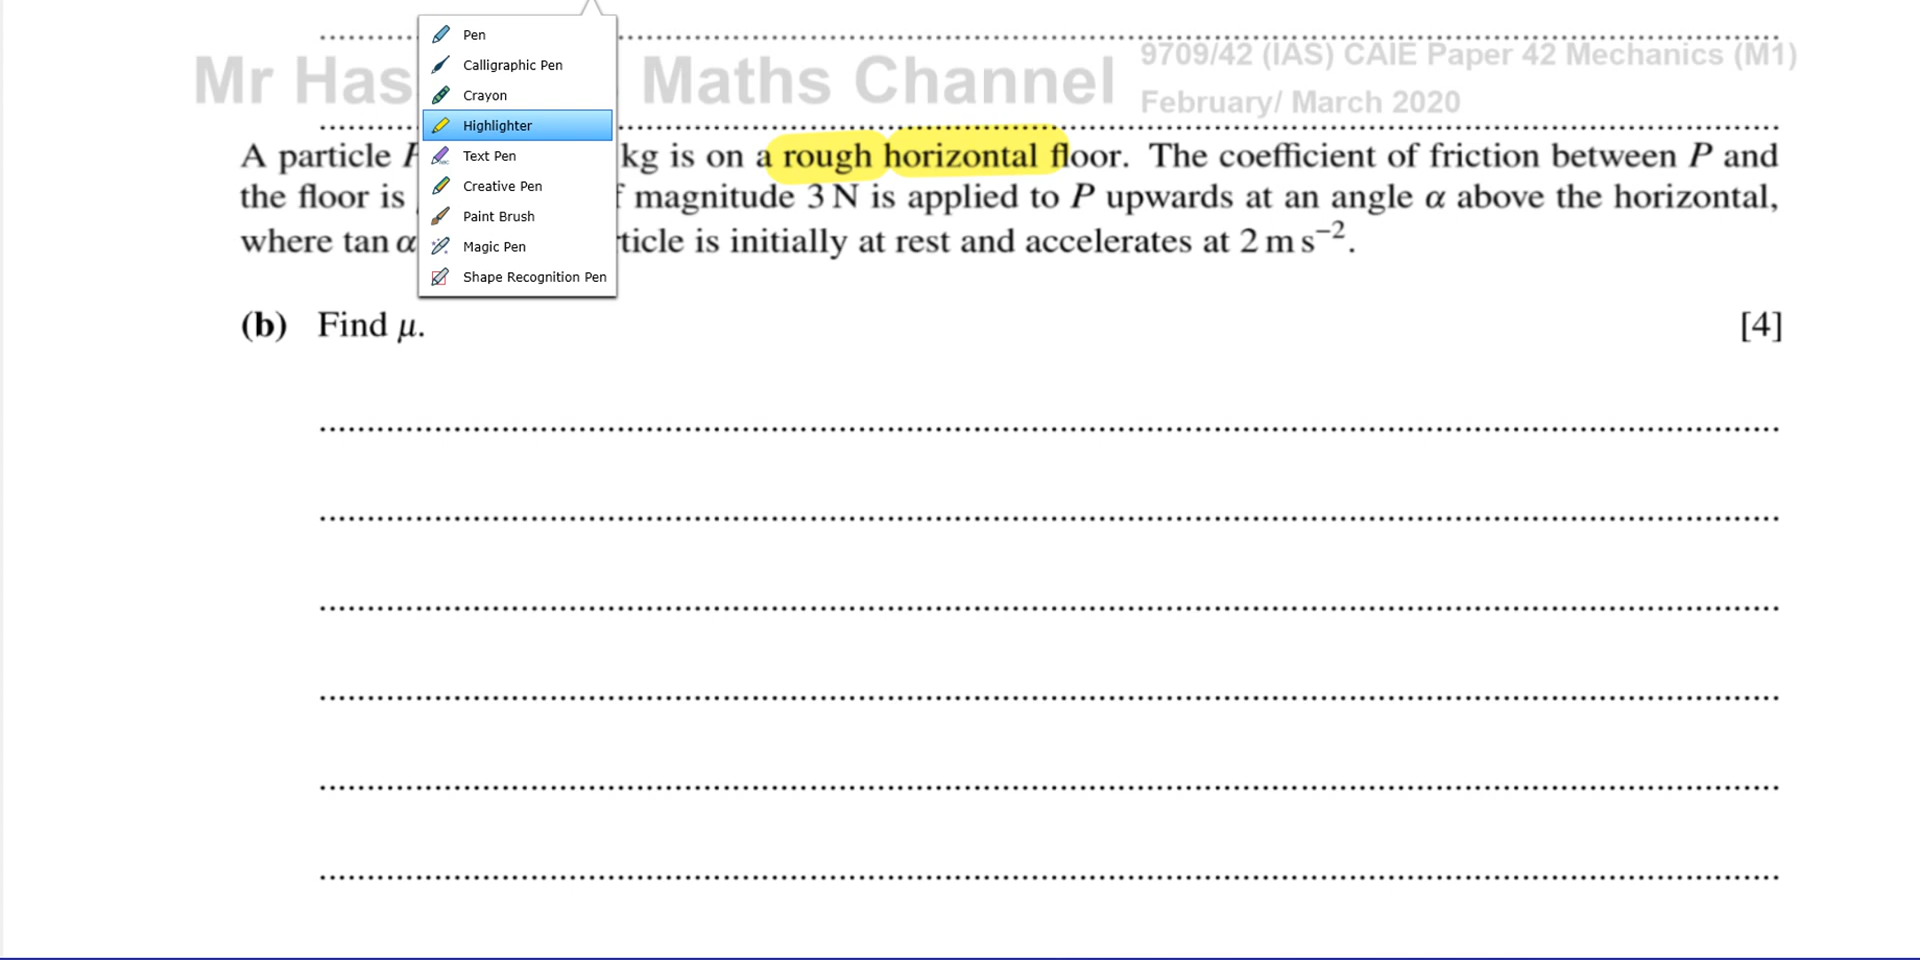 Pen
Calligraphic Pen
Crayon
Highlighter
Text Pen
Creative Pen
Paint Brush
Magic Pen
Shape Recognition Pen
Mr Has Maths Channel
9709/42 (IAS) CAIE Paper 42 Mechanics (M1)
February/ March 2020
A particle P kg is on a rough horizontal floor. The coefficient of friction between P and
the floor is f magnitude 3 N is applied to P upwards at an angle α above the horizontal,
where tan α ticle is initially at rest and accelerates at 2 m s⁻².
(b) Find μ. [4]